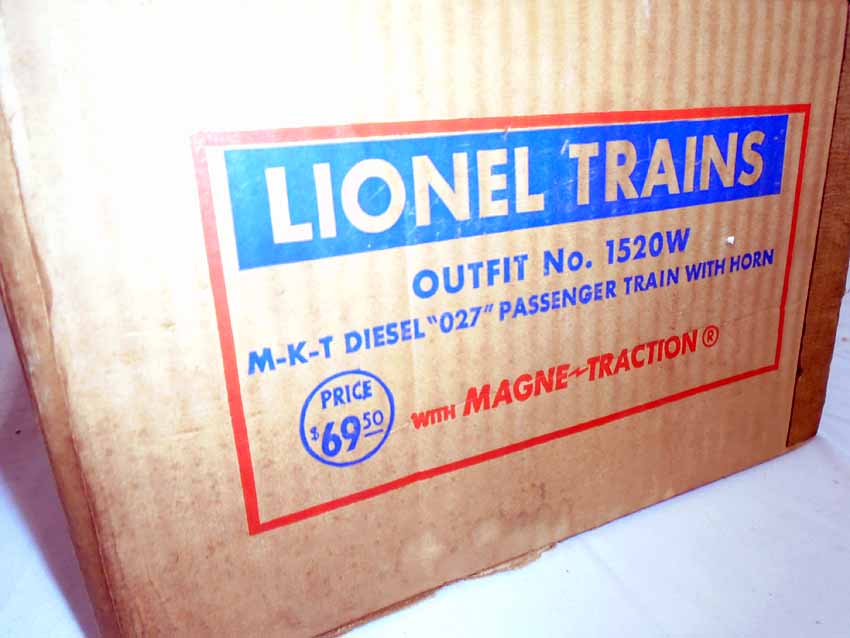 LIONEL TRAINS
OUTFIT No. 1520W
M-K-T DIESEL "027" PASSENGER TRAIN WITH HORN
PRICE
$69.50
WITH MAGNE-TRACTION ®